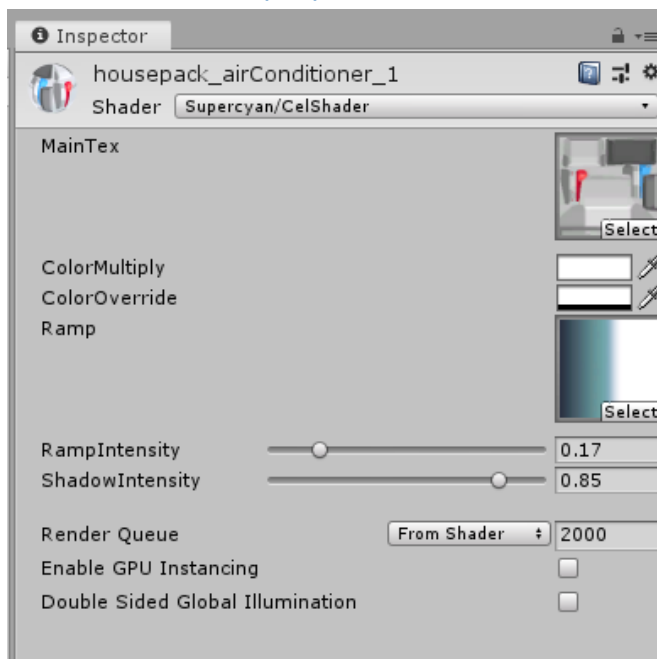 Inspector
housepack_airConditioner_1
Shader Supercyan/CelShader
MainTex
Select
ColorMultiply
ColorOverride
Ramp
Select
RampIntensity 0.17
ShadowIntensity 0.85
Render Queue From Shader 2000
Enable GPU Instancing
Double Sided Global Illumination